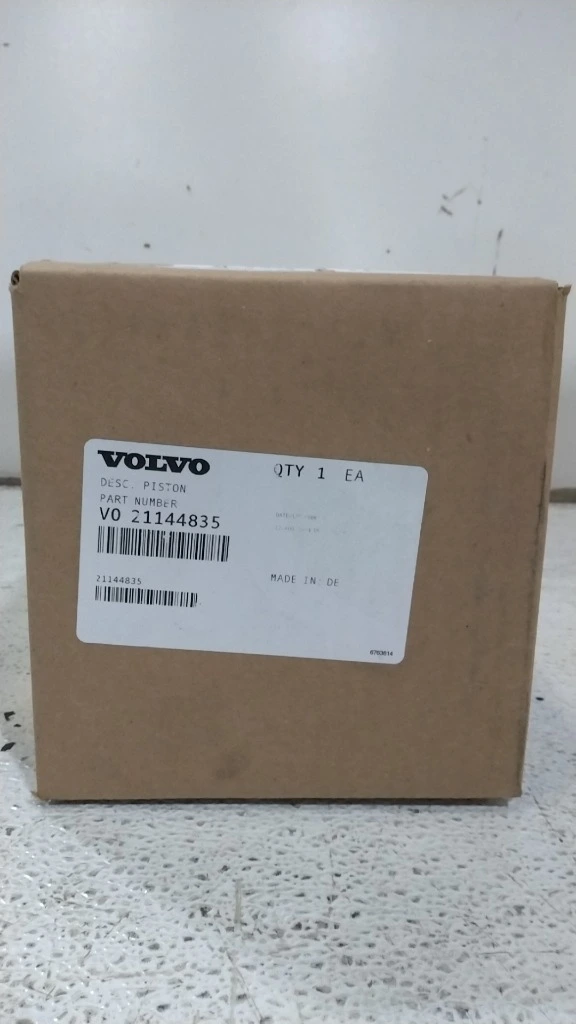 VOLVO
QTY 1 EA
DESC. PISTON
PART NUMBER
VO 21144835
21144835
MADE IN: DE
6763614